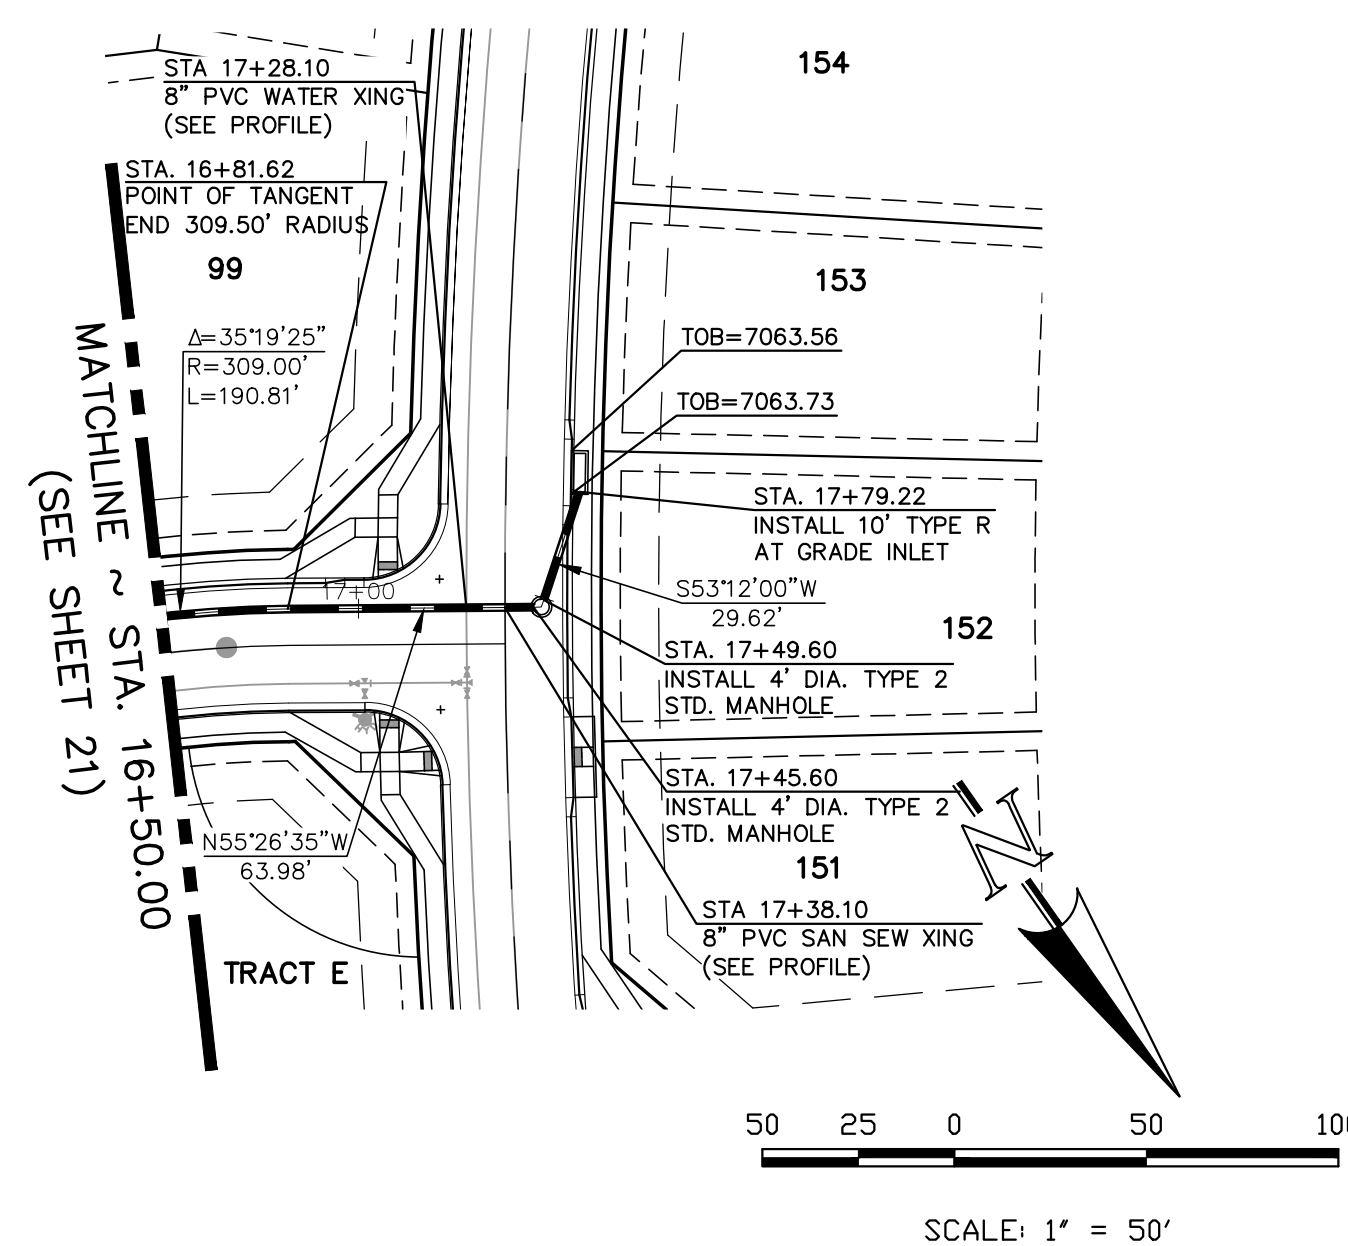 154
STA 17+28.10
8" PVC WATER XING
(SEE PROFILE)
STA. 16+81.62
POINT OF TANGENT
END 309.50' RADIUS
99
153
Δ=35°19'25"
R=309.00'
L=190.81'
TOB=7063.56
TOB=7063.73
MATCHLINE ~ STA. 16+50.00
(SEE SHEET 21)
STA. 17+79.22
INSTALL 10' TYPE R
AT GRADE INLET
17+00
S53°12'00"W
29.62'
152
STA. 17+49.60
INSTALL 4' DIA. TYPE 2
STD. MANHOLE
STA. 17+45.60
INSTALL 4' DIA. TYPE 2
STD. MANHOLE
N55°26'35"W
63.98'
151
STA 17+38.10
8" PVC SAN SEW XING
(SEE PROFILE)
TRACT E
N
50 25 0 50 100
SCALE: 1" = 50'